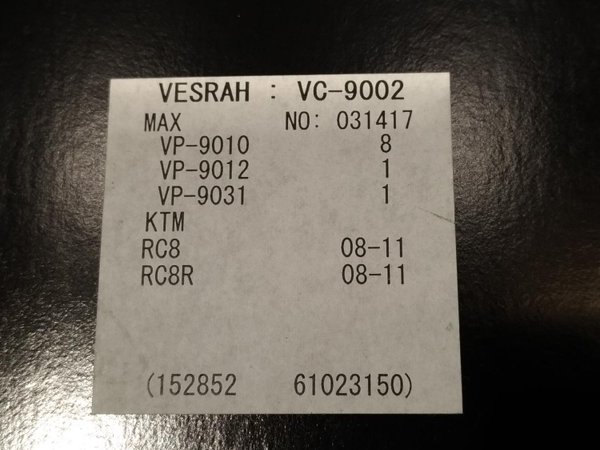 VESRAH : VC-9002
MAX NO: 031417
VP-9010 8
VP-9012 1
VP-9031 1
KTM
RC8 08-11
RC8R 08-11
(152852 61023150)